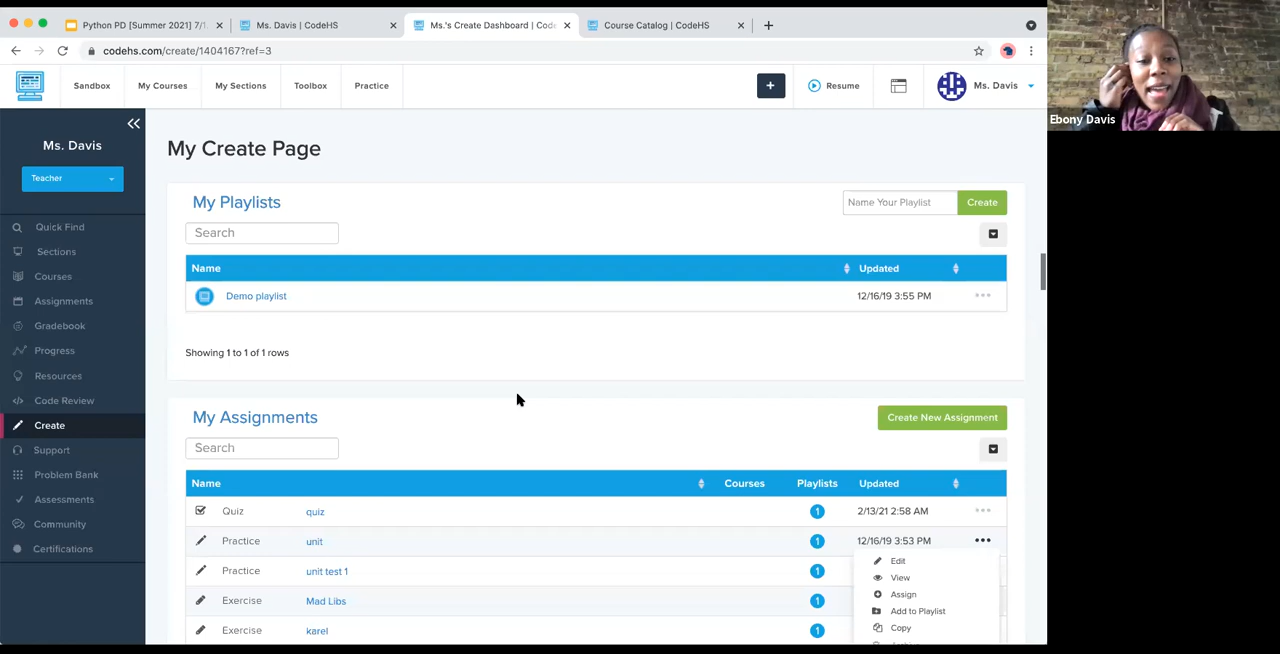 Python PD [Summer 2021] 7/1
Ms. Davis | CodeHS
Ms.'s Create Dashboard | Code
Course Catalog | CodeHS
codehs.com/create/1404167?ref=3
Sandbox
My Courses
My Sections
Toolbox
Practice
Resume
Ms. Davis
Ebony Davis
Ms. Davis
Teacher
Quick Find
Sections
Courses
Assignments
Gradebook
Progress
Resources
Code Review
Create
Support
Problem Bank
Assessments
Community
Certifications
My Create Page
My Playlists
Name Your Playlist
Create
Search
Name
Updated
Demo playlist
12/16/19 3:55 PM
Showing 1 to 1 of 1 rows
My Assignments
Create New Assignment
Search
Name
Courses
Playlists
Updated
Quiz
quiz
1
2/13/21 2:58 AM
Practice
unit
1
12/16/19 3:53 PM
Practice
unit test 1
1
Exercise
Mad Libs
1
Exercise
karel
1
Edit
View
Assign
Add to Playlist
Copy